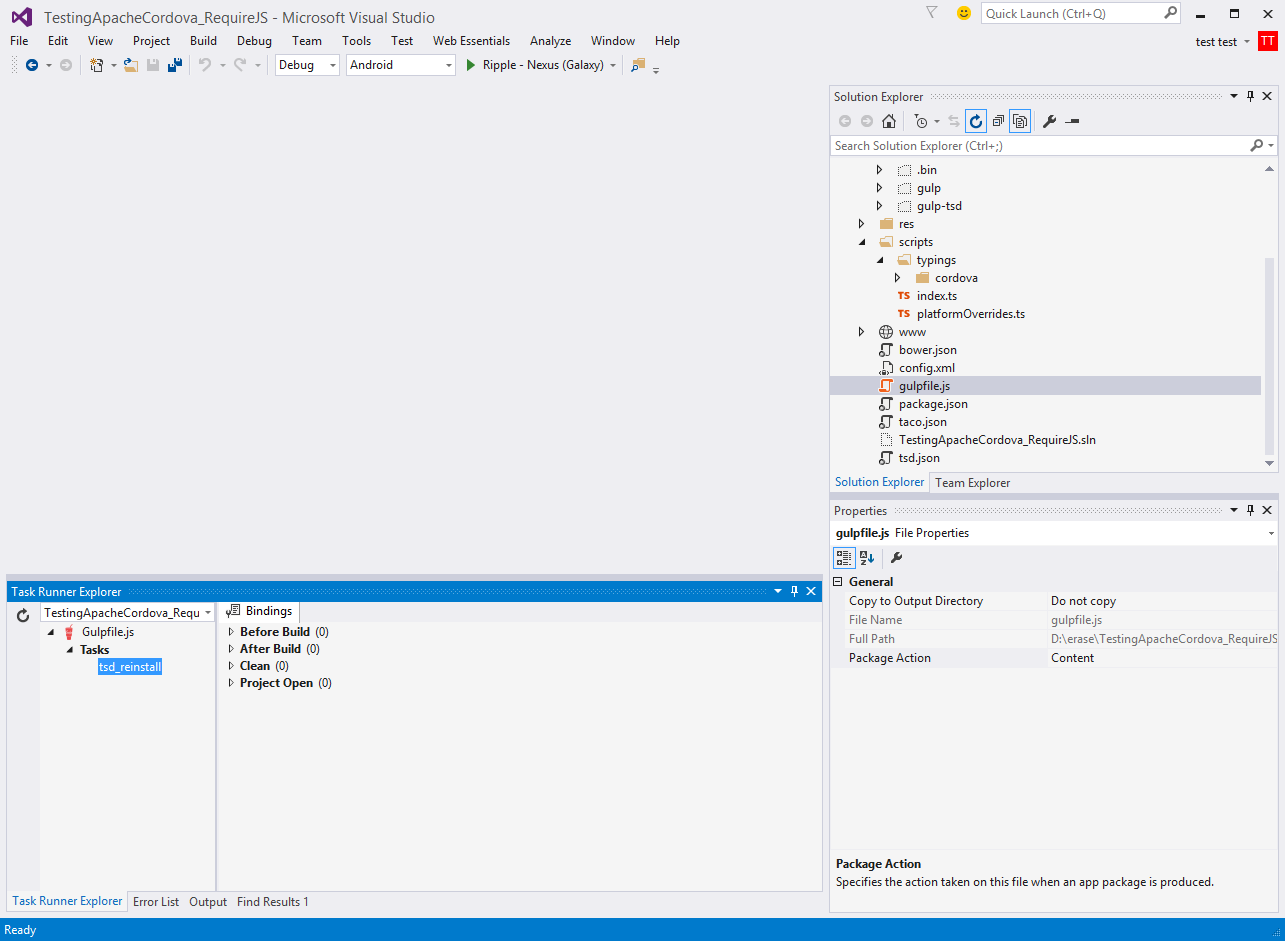 TestingApacheCordova_RequireJS - Microsoft Visual Studio
Quick Launch (Ctrl+Q)
File Edit View Project Build Debug Team Tools Test Web Essentials Analyze Window Help
test test TT
Debug Android Ripple - Nexus (Galaxy)
Solution Explorer
Search Solution Explorer (Ctrl+;)
.bin
gulp
gulp-tsd
res
scripts
typings
cordova
TS index.ts
TS platformOverrides.ts
www
bower.json
config.xml
gulpfile.js
package.json
taco.json
TestingApacheCordova_RequireJS.sln
tsd.json
Solution Explorer Team Explorer
Properties
gulpfile.js File Properties
General
Copy to Output Directory Do not copy
File Name gulpfile.js
Full Path D:\erase\TestingApacheCordova_RequireJS
Package Action Content
Package Action
Specifies the action taken on this file when an app package is produced.
Task Runner Explorer
TestingApacheCordova_Requ
Gulpfile.js
Tasks
tsd_reinstall
Bindings
Before Build (0)
After Build (0)
Clean (0)
Project Open (0)
Task Runner Explorer Error List Output Find Results 1
Ready